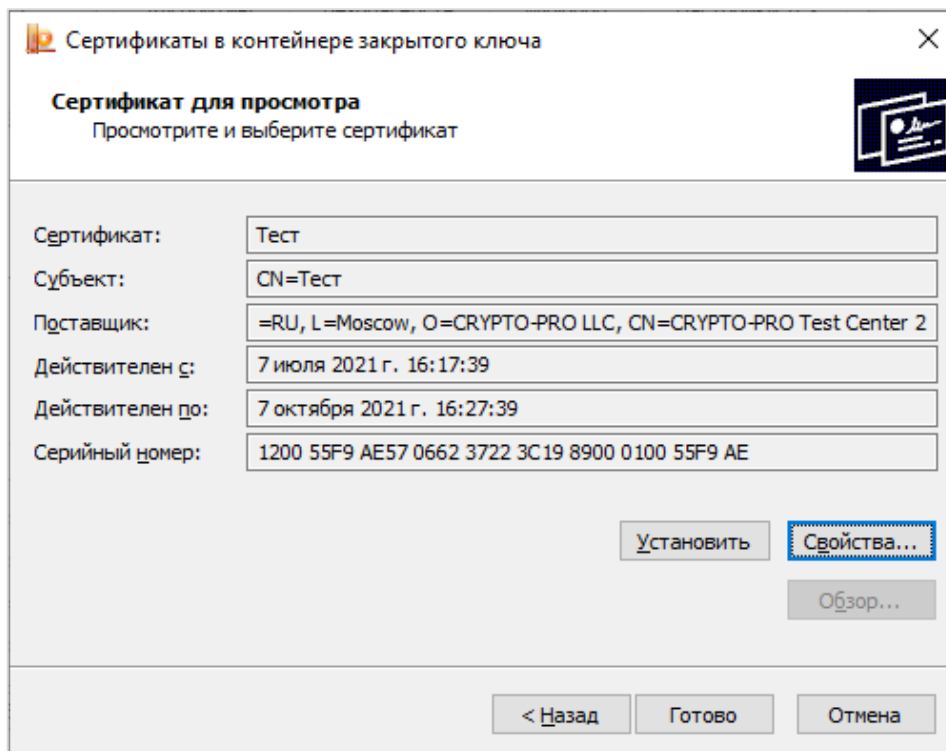 Сертификаты в контейнере закрытого ключа
Сертификат для просмотра
Просмотрите и выберите сертификат
Сертификат: Тест
Субъект: CN=Тест
Поставщик: =RU, L=Moscow, O=CRYPTO-PRO LLC, CN=CRYPTO-PRO Test Center 2
Действителен с: 7 июля 2021 г. 16:17:39
Действителен по: 7 октября 2021 г. 16:27:39
Серийный номер: 1200 55F9 AE57 0662 3722 3C19 8900 0100 55F9 AE
Установить Свойства...
Обзор...
< Назад Готово Отмена